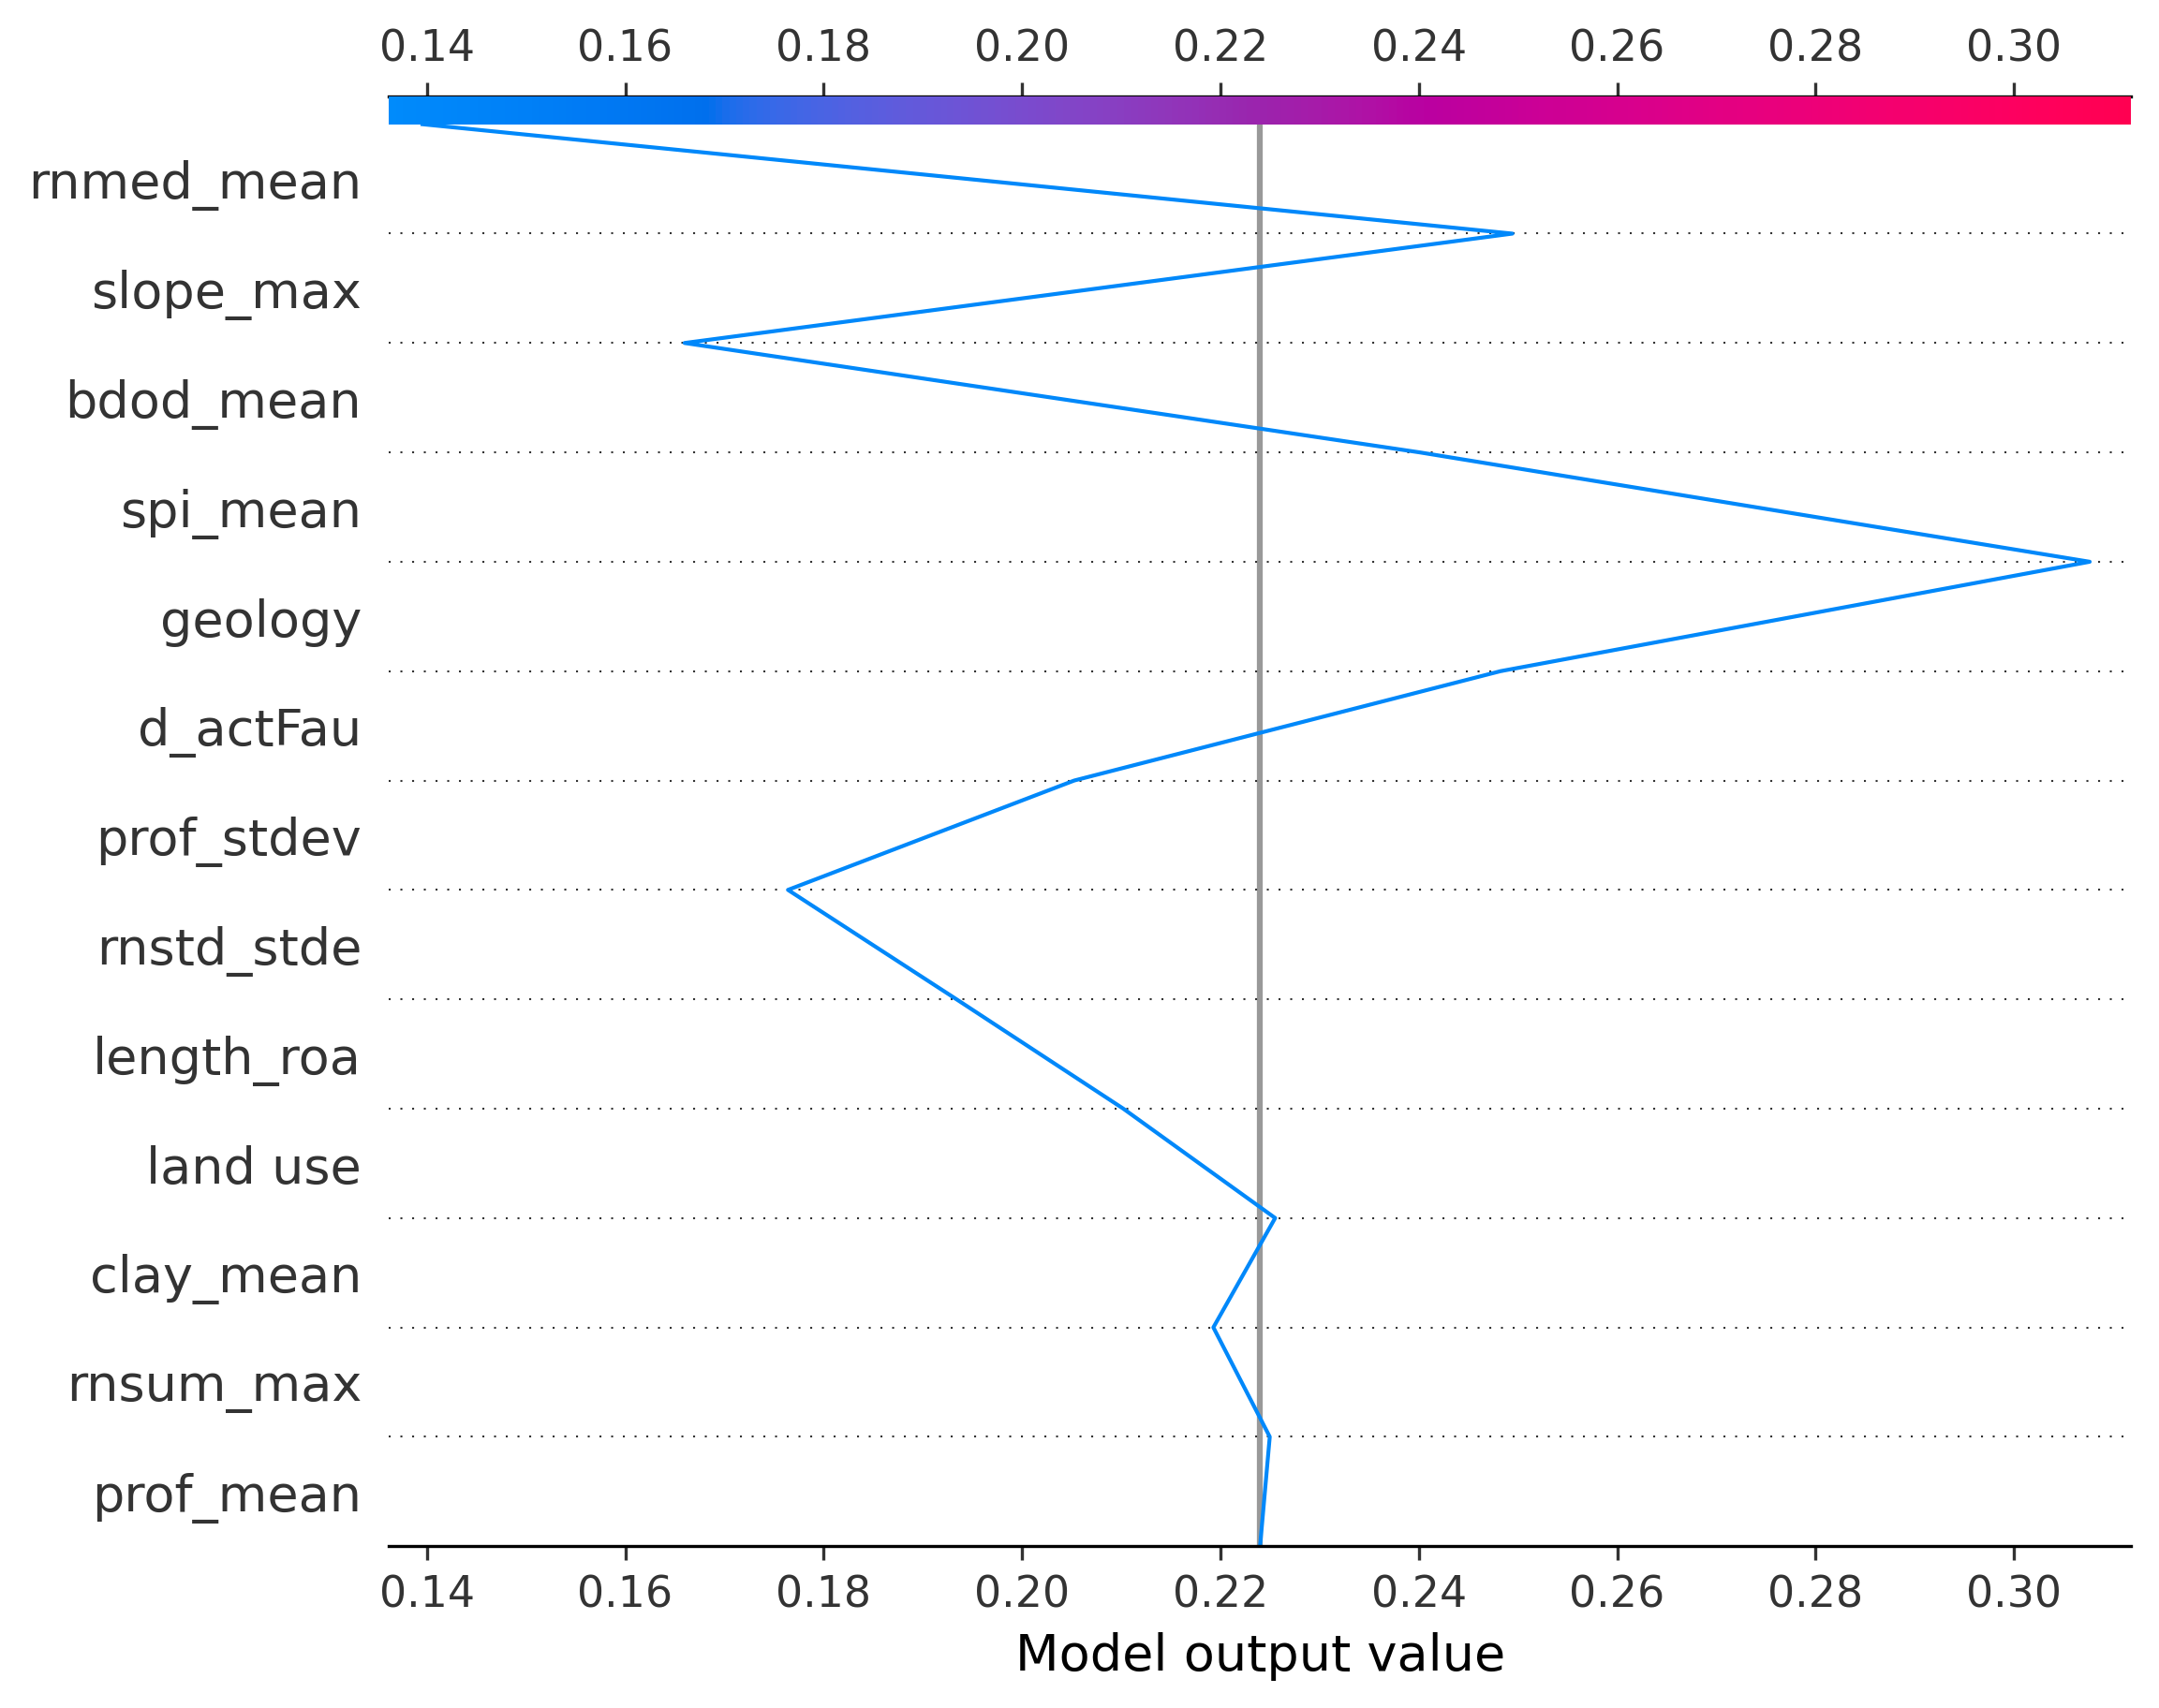 0.14 0.16 0.18 0.20 0.22 0.24 0.26 0.28 0.30
rnmed_mean
slope_max
bdod_mean
spi_mean
geology
d_actFau
prof_stdev
rnstd_stde
length_roa
land use
clay_mean
rnsum_max
prof_mean
0.14 0.16 0.18 0.20 0.22 0.24 0.26 0.28 0.30
Model output value